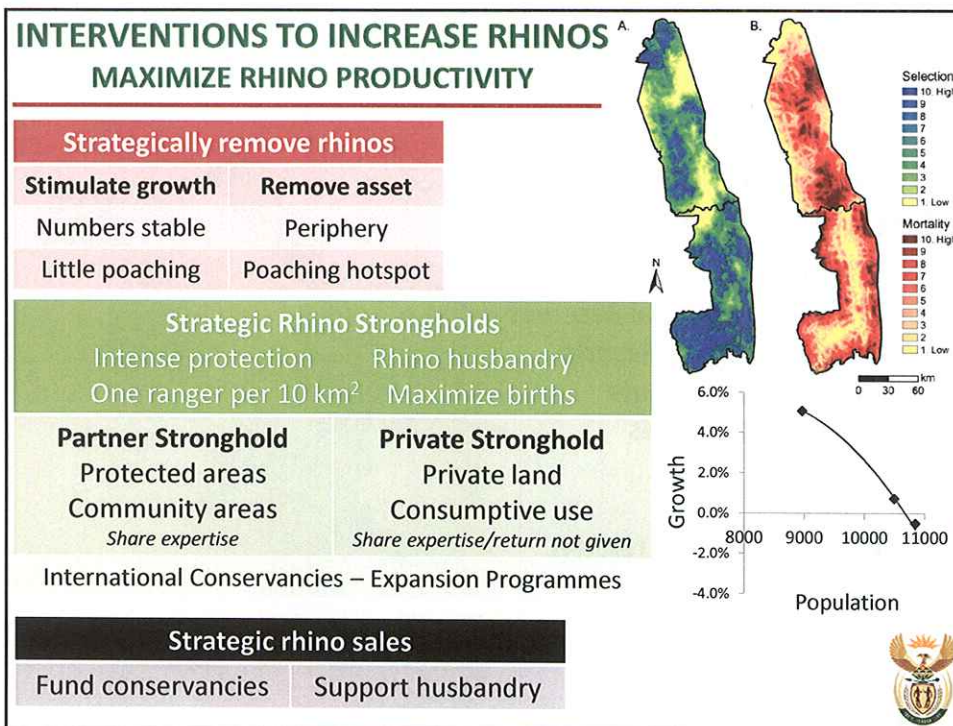 INTERVENTIONS TO INCREASE RHINOS
MAXIMIZE RHINO PRODUCTIVITY
Strategically remove rhinos
Stimulate growth Remove asset
Numbers stable Periphery
Little poaching Poaching hotspot
Strategic Rhino Strongholds
Intense protection Rhino husbandry
One ranger per 10 km² Maximize births
Partner Stronghold Private Stronghold
Protected areas Private land
Community areas Consumptive use
Share expertise Share expertise/return not given
International Conservancies – Expansion Programmes
Strategic rhino sales
Fund conservancies Support husbandry
A. B.
N
Selection
10. High
9
8
7
6
5
4
3
2
1. Low
Mortality
10. High
9
8
7
6
5
4
3
2
1. Low
km
0 30 60
6.0%
4.0%
2.0%
0.0%
-2.0%
-4.0%
Growth
8000 9000 10000 11000
Population